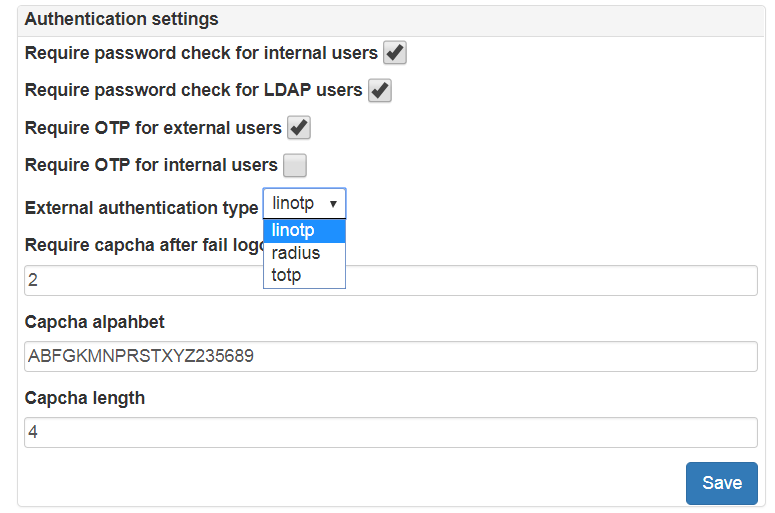 Authentication settings
Require password check for internal users
Require password check for LDAP users
Require OTP for external users
Require OTP for internal users
External authentication type linotp
linotp
radius
totp
Require capcha after fail
2
Capcha alpahbet
ABFGKMNPRSTXYZ235689
Capcha length
4
Save